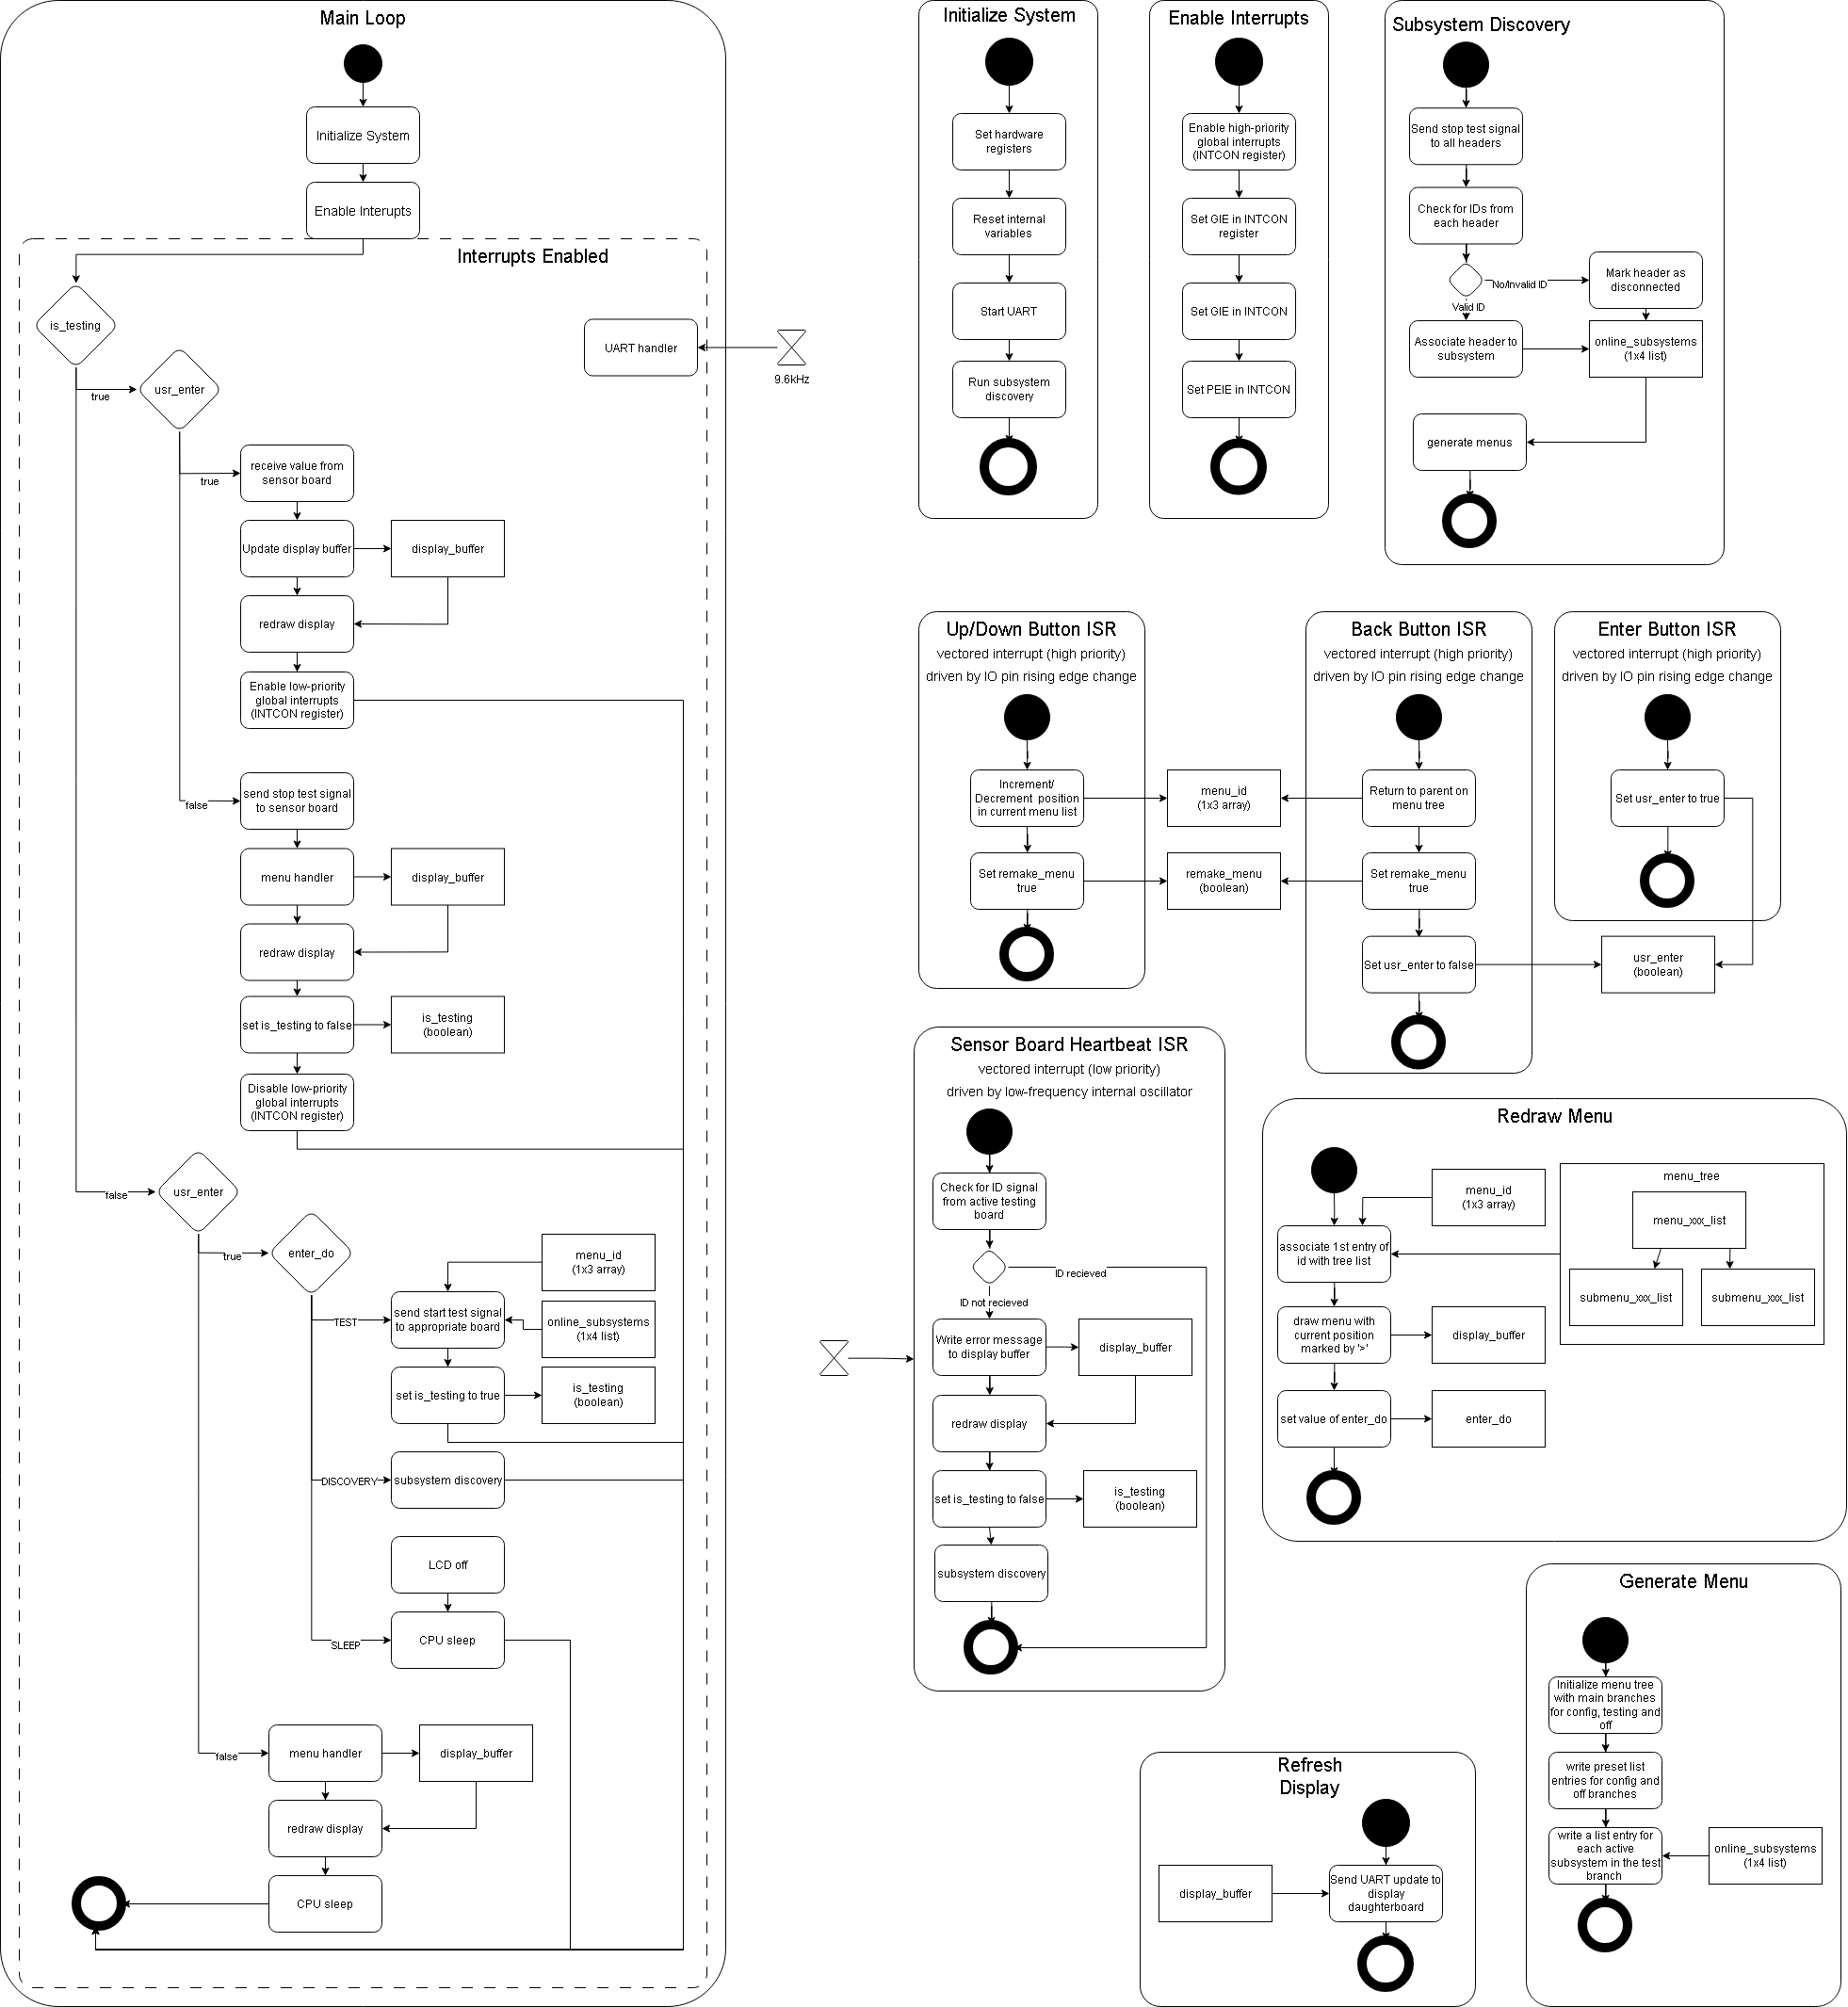 Main Loop
Initialize System
Enable Interupts
Interrupts Enabled
is_testing
UART handler
9.6kHz
true
usr_enter
receive value from
sensor board
true
Update display buffer
display_buffer
redraw display
Enable low-priority
global interrupts
(INTCON register)
false
send stop test signal
to sensor board
menu handler
display_buffer
redraw display
set is_testing to false
is_testing
(boolean)
Disable low-priority
global interrupts
(INTCON register)
false
usr_enter
true
enter_do
menu_id
(1x3 array)
TEST
send start test signal
to appropriate board
online_subsystems
(1x4 list)
set is_testing to true
is_testing
(boolean)
DISCOVERY
subsystem discovery
LCD off
SLEEP
CPU sleep
false
menu handler
display_buffer
redraw display
CPU sleep
Initialize System
Set hardware
registers
Reset internal
variables
Start UART
Run subsystem
discovery
Enable Interrupts
Enable high-priority
global interrupts
(INTCON register)
Set GIE in INTCON
register
Set GIE in INTCON
Set PEIE in INTCON
Subsystem Discovery
Send stop test signal
to all headers
Check for IDs from
each header
No/Invalid ID
Mark header as
disconnected
Valid ID
Associate header to
subsystem
online_subsystems
(1x4 list)
generate menus
Up/Down Button ISR
vectored interrupt (high priority)
driven by IO pin rising edge change
Increment/
Decrement position
in current menu list
Set remake_menu
true
menu_id
(1x3 array)
remake_menu
(boolean)
Back Button ISR
vectored interrupt (high priority)
driven by IO pin rising edge change
Return to parent on
menu tree
Set remake_menu
true
Set usr_enter to false
Enter Button ISR
vectored interrupt (high priority)
driven by IO pin rising edge change
Set usr_enter to true
usr_enter
(boolean)
Sensor Board Heartbeat ISR
vectored interrupt (low priority)
driven by low-frequency internal oscillator
Check for ID signal
from active testing
board
ID recieved
ID not recieved
Write error message
to display buffer
display_buffer
redraw display
set is_testing to false
is_testing
(boolean)
subsystem discovery
Redraw Menu
menu_id
(1x3 array)
menu_tree
menu_xxx_list
submenu_xxx_list
submenu_xxx_list
associate 1st entry of
id with tree list
draw menu with
current position
marked by '>'
display_buffer
set value of enter_do
enter_do
Generate Menu
Initialize menu tree
with main branches
for config, testing and
off
write preset list
entries for config and
off branches
write a list entry for
each active
subsystem in the test
branch
online_subsystems
(1x4 list)
Refresh
Display
display_buffer
Send UART update to
display
daughterboard